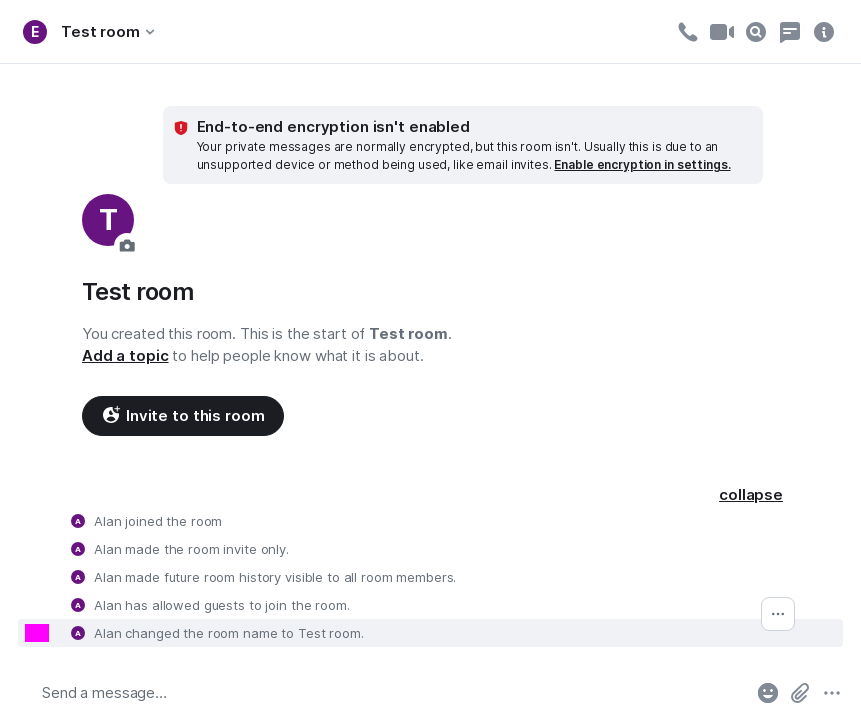 E Test room
End-to-end encryption isn't enabled
Your private messages are normally encrypted, but this room isn't. Usually this is due to an
unsupported device or method being used, like email invites. Enable encryption in settings.
T
Test room
You created this room. This is the start of Test room.
Add a topic to help people know what it is about.
Invite to this room
collapse
A Alan joined the room
A Alan made the room invite only.
A Alan made future room history visible to all room members.
A Alan has allowed guests to join the room.
A Alan changed the room name to Test room.
Send a message…